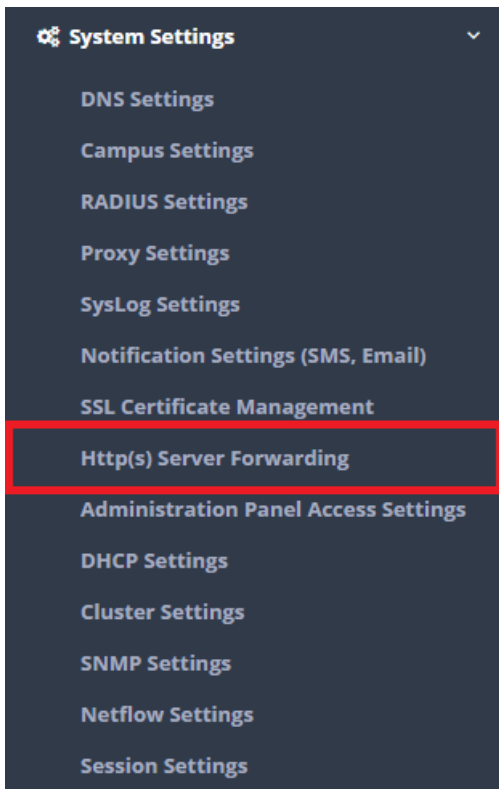 System Settings
DNS Settings
Campus Settings
RADIUS Settings
Proxy Settings
SysLog Settings
Notification Settings (SMS, Email)
SSL Certificate Management
Http(s) Server Forwarding
Administration Panel Access Settings
DHCP Settings
Cluster Settings
SNMP Settings
Netflow Settings
Session Settings